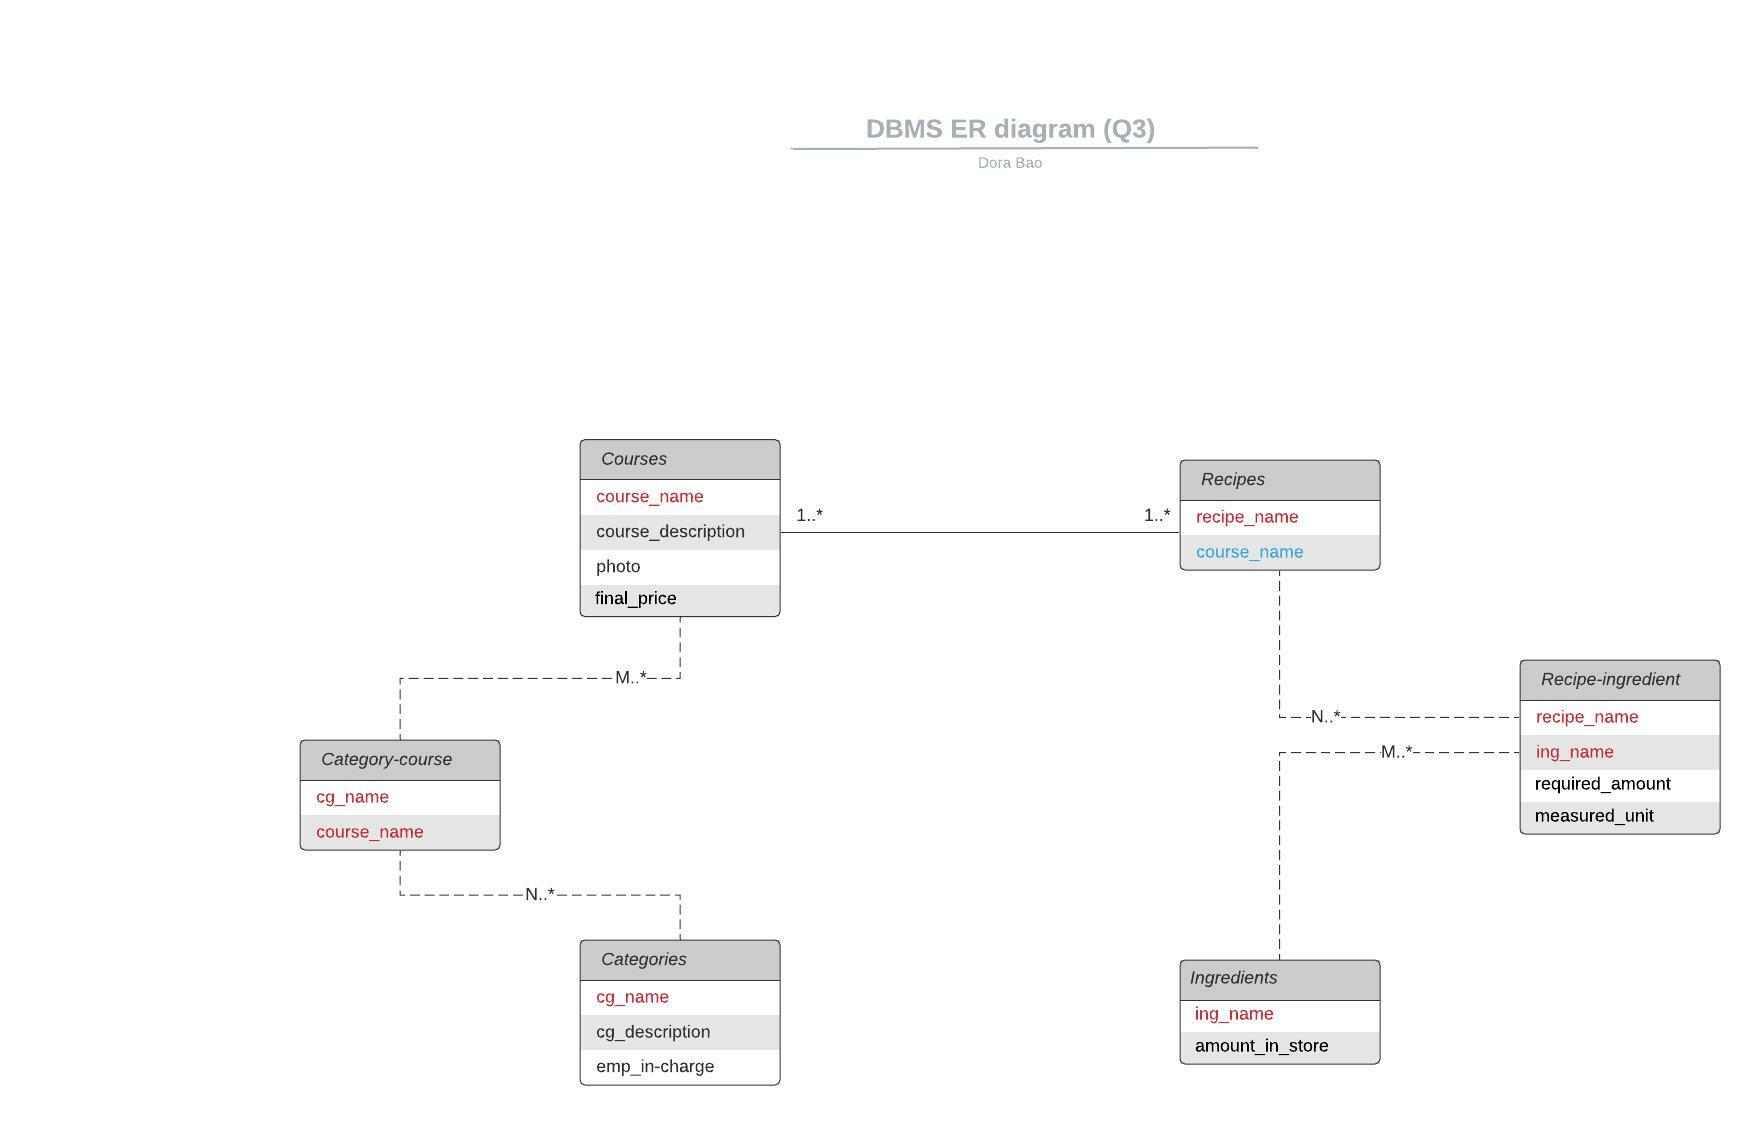 DBMS ER diagram (Q3)
Dora Bao
Courses
course_name
course_description
photo
final_price
1..*
1..*
Recipes
recipe_name
course_name
M..*
Category-course
cg_name
course_name
N..*
Categories
cg_name
cg_description
emp_in-charge
N..*
M..*
Recipe-ingredient
recipe_name
ing_name
required_amount
measured_unit
Ingredients
ing_name
amount_in_store